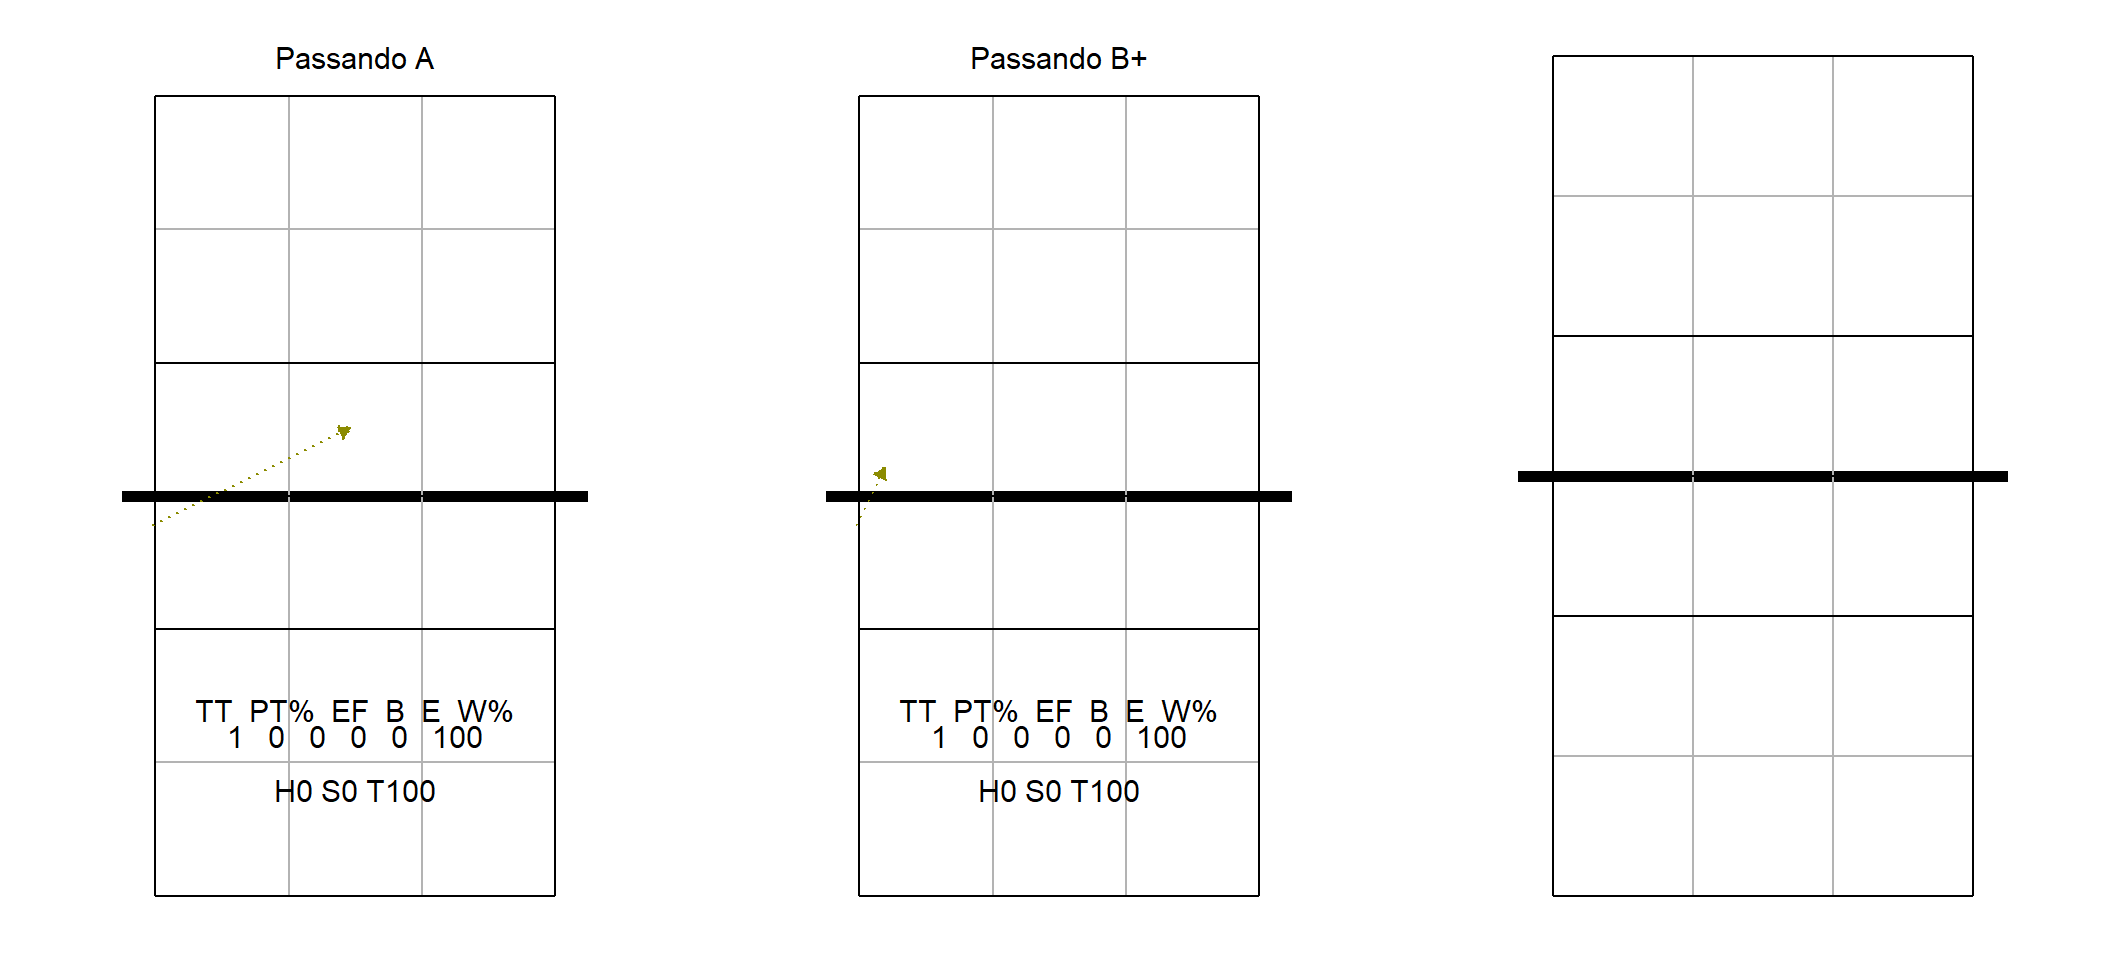 Passando A
TT PT% EF B E W%
1 0 0 0 0 100
H0 S0 T100
Passando B+
TT PT% EF B E W%
1 0 0 0 0 100
H0 S0 T100